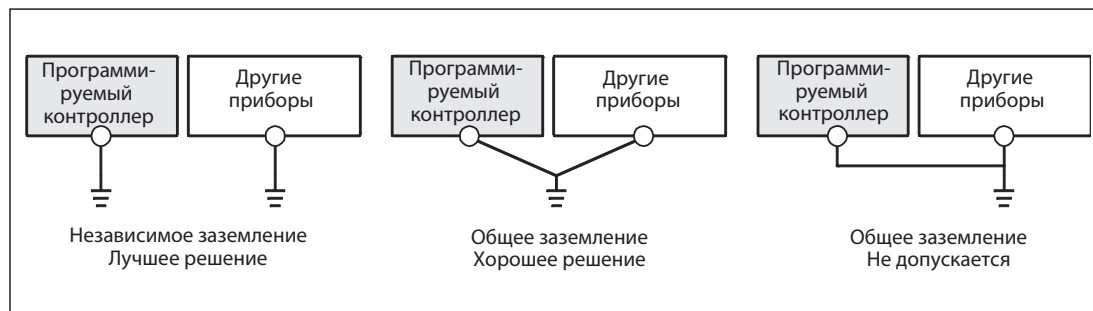 Программи-
руемый
контроллер
Другие
приборы
Независимое заземление
Лучшее решение
Программи-
руемый
контроллер
Другие
приборы
Общее заземление
Хорошее решение
Программи-
руемый
контроллер
Другие
приборы
Общее заземление
Не допускается